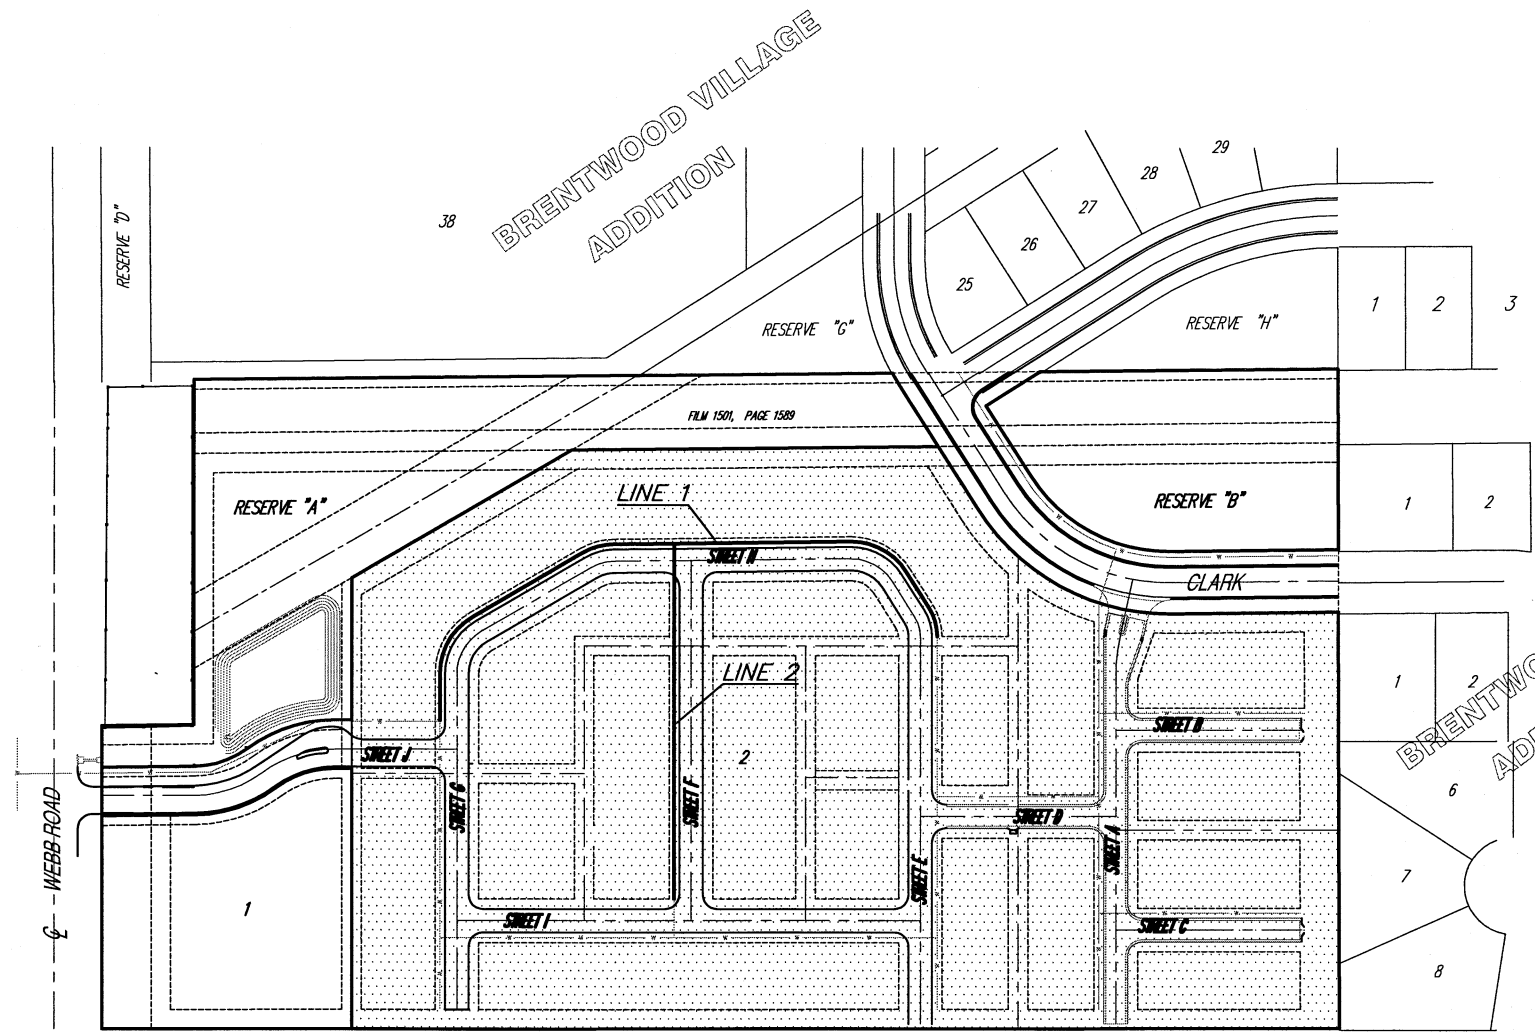 BRENTWOOD VILLAGE
ADDITION
RESERVE "D"
38
29
28
27
26
25
RESERVE "G"
RESERVE "H"
1
2
3
FILM 1501, PAGE 1589
RESERVE "A"
LINE 1
RESERVE "B"
1
2
STREET H
CLARK
LINE 2
1
2
BRENTWO
ADD
STREET J
STREET D
2
STREET G
STREET F
6
WEBB ROAD
STREET D
STREET A
STREET E
7
1
STREET I
STREET C
8